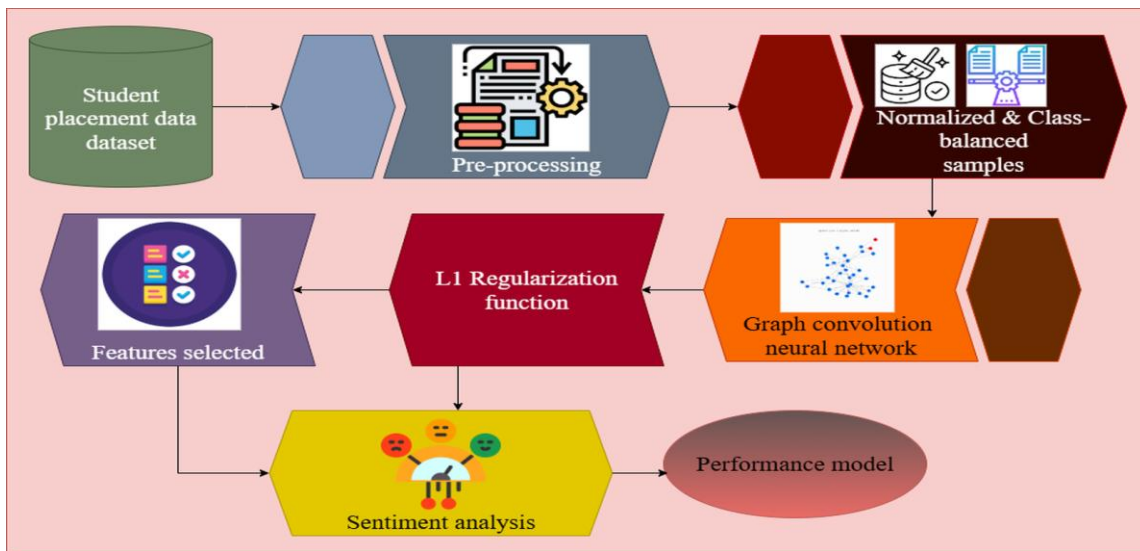 Student
placement data
dataset
Pre-processing
Normalized & Class-
balanced
samples
Graph convolution
neural network
L1 Regularization
function
Features selected
Sentiment analysis
Performance model